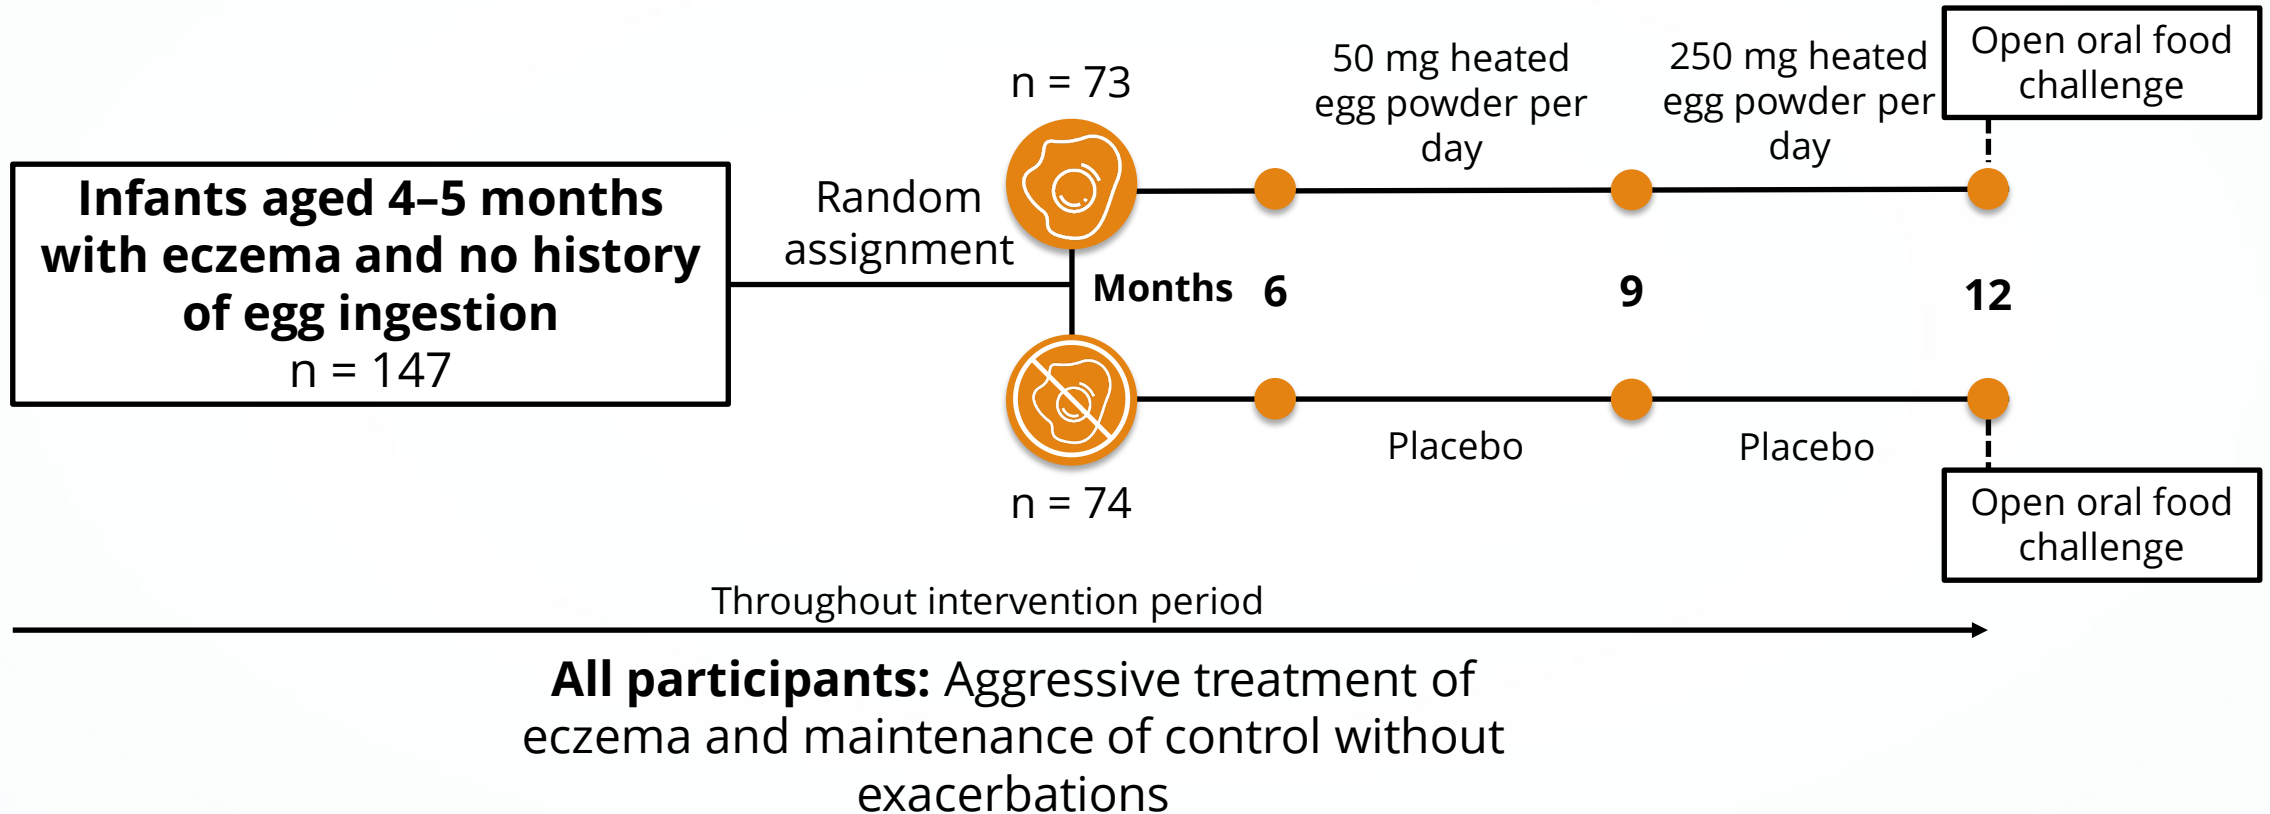 Infants aged 4–5 months
with eczema and no history
of egg ingestion
n = 147
Random
assignment
n = 73
50 mg heated
egg powder per
day
250 mg heated
egg powder per
day
Open oral food
challenge
Months 6 9 12
Placebo
Placebo
n = 74
Open oral food
challenge
Throughout intervention period
All participants: Aggressive treatment of
eczema and maintenance of control without
exacerbations